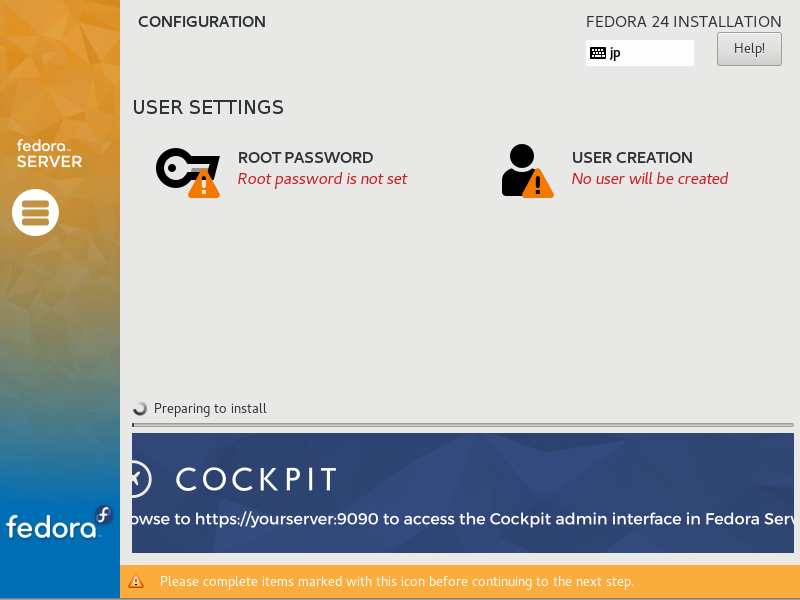 CONFIGURATION
FEDORA 24 INSTALLATION
jp
Help!
fedora
SERVER
USER SETTINGS
ROOT PASSWORD
Root password is not set
USER CREATION
No user will be created
Preparing to install
COCKPIT
owse to https://yourserver:9090 to access the Cockpit admin interface in Fedora Serv
fedora
Please complete items marked with this icon before continuing to the next step.